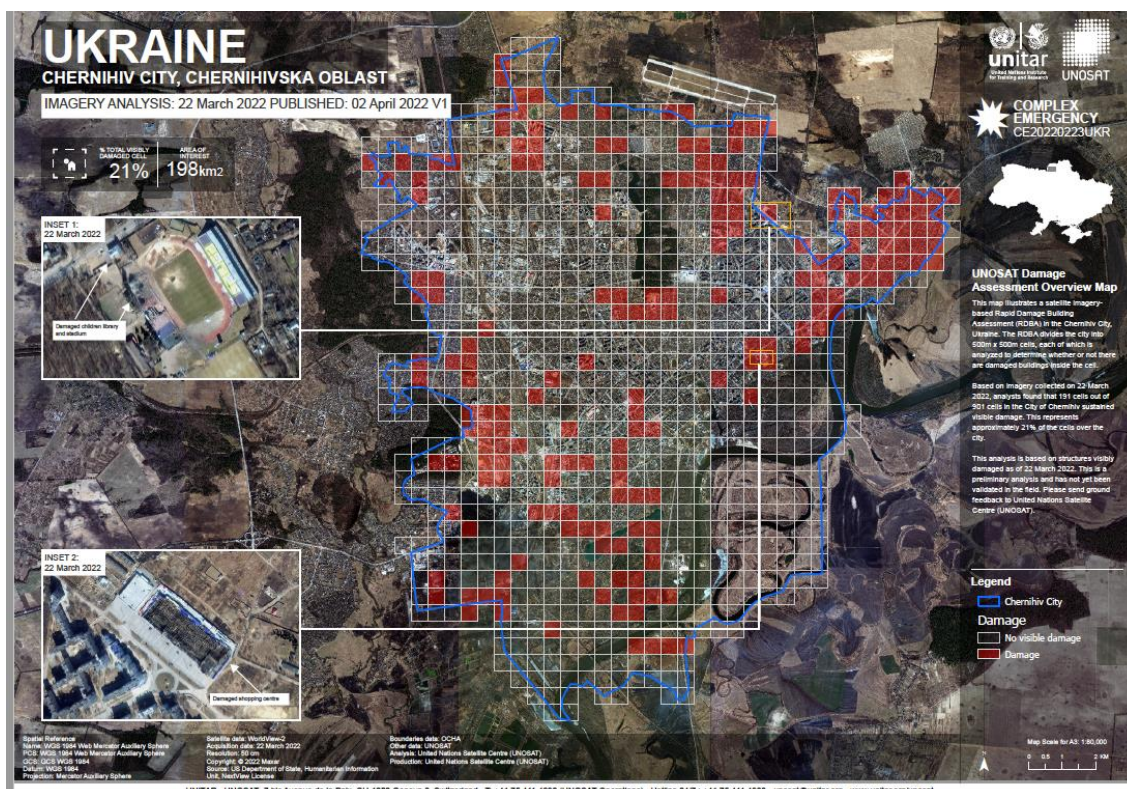 UKRAINE
CHERNIHIV CITY, CHERNIHIVSKA OBLAST
IMAGERY ANALYSIS: 22 March 2022 PUBLISHED: 02 April 2022 V1
% TOTAL VISIBLY
DAMAGED CELL
21%
AREA OF
INTEREST
198km2
INSET 1:
22 March 2022
Damaged children library
and stadium
INSET 2:
22 March 2022
Damaged shopping centre
unitar
United Nations Institute
for Training and Research
UNOSAT
COMPLEX
EMERGENCY
CE20220223UKR
UNOSAT Damage
Assessment Overview Map
This map illustrates a satellite imagery-
based Rapid Damage Building
Assessment (RDBA) in the Chernihiv City,
Ukraine. The RDBA divides the city into
500m x 500m cells, each of which is
analyzed to determine whether or not there
are damaged buildings inside the cell.
Based on imagery collected on 22 March
2022, analysts found that 191 cells out of
901 cells in the City of Chernihiv sustained
visible damage. This represents
approximately 21% of the cells over the
city.
This analysis is based on structures visibly
damaged as of 22 March 2022. This is a
preliminary analysis and has not yet been
validated in the field. Please send ground
feedback to United Nations Satellite
Centre (UNOSAT).
Legend
Chernihiv City
Damage
No visible damage
Damage
Map Scale for A3: 1:80,000
0 0.5 1 2 KM
Spatial Reference
Name: WGS 1984 Web Mercator Auxiliary Sphere
PCS: WGS 1984 Web Mercator Auxiliary Sphere
GCS: GCS WGS 1984
Datum: WGS 1984
Projection: Mercator Auxiliary Sphere
Satellite data: WorldView-2
Acquisition date: 22 March 2022
Resolution: 50 cm
Copyright: © 2022 Maxar
Source: US Department of State, Humanitarian Information
Unit, NextView License
Boundaries data: OCHA
Other data: UNOSAT
Analysis: United Nations Satellite Centre (UNOSAT)
Production: United Nations Satellite Centre (UNOSAT)